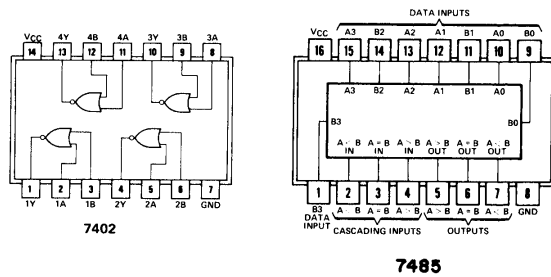 VCC 4Y 4B 4A 3Y 3B 3A
14 13 12 11 10 9 8
1 2 3 4 5 6 7
1Y 1A 1B 2Y 2A 2B GND
7402
DATA INPUTS
VCC A3 B2 A2 A1 B1 A0 B0
16 15 14 13 12 11 10 9
A3 B2 A2 A1 B1 A0
B3 B0
A < B A = B A > B A > B A = B A < B
IN IN IN OUT OUT OUT
1 2 3 4 5 6 7 8
B3 A < B A = B A > B A > B A = B A < B GND
DATA INPUT CASCADING INPUTS OUTPUTS
7485